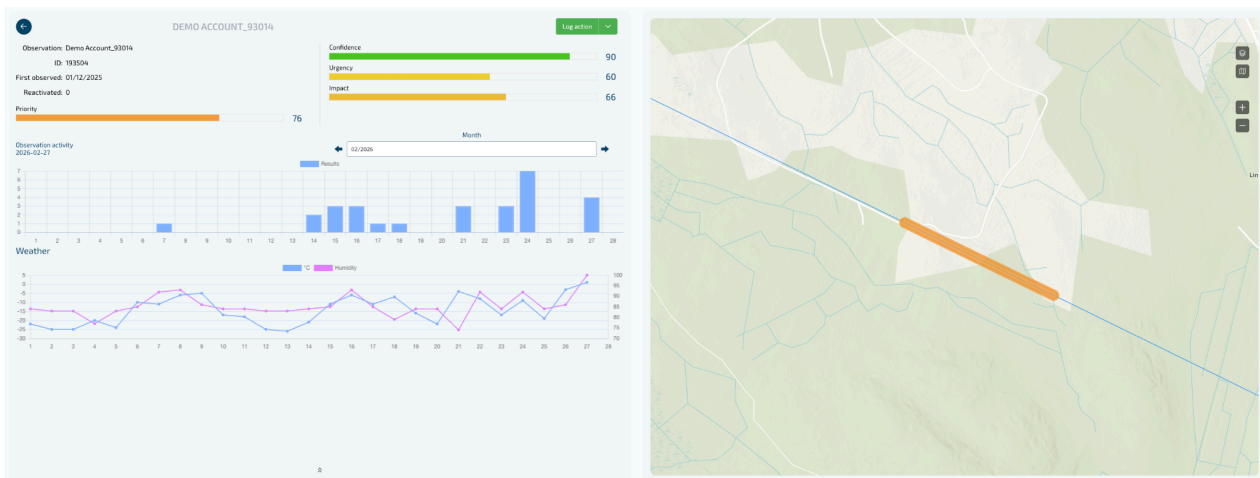 DEMO ACCOUNT_93014
Log action
Observation: Demo Account_93014
ID: 193504
First observed: 01/12/2025
Reactivated: 0
Priority
76
Confidence
90
Urgency
60
Impact
66
Observation activity
2026-02-27
Month
02/2026
Results
7
6
5
4
3
2
1
0
1 2 3 4 5 6 7 8 9 10 11 12 13 14 15 16 17 18 19 20 21 22 23 24 25 26 27 28
Weather
°C Humidity
5
0
-5
-10
-15
-20
-25
-30
100
95
90
85
80
75
70
1 2 3 4 5 6 7 8 9 10 11 12 13 14 15 16 17 18 19 20 21 22 23 24 25 26 27 28
Lin